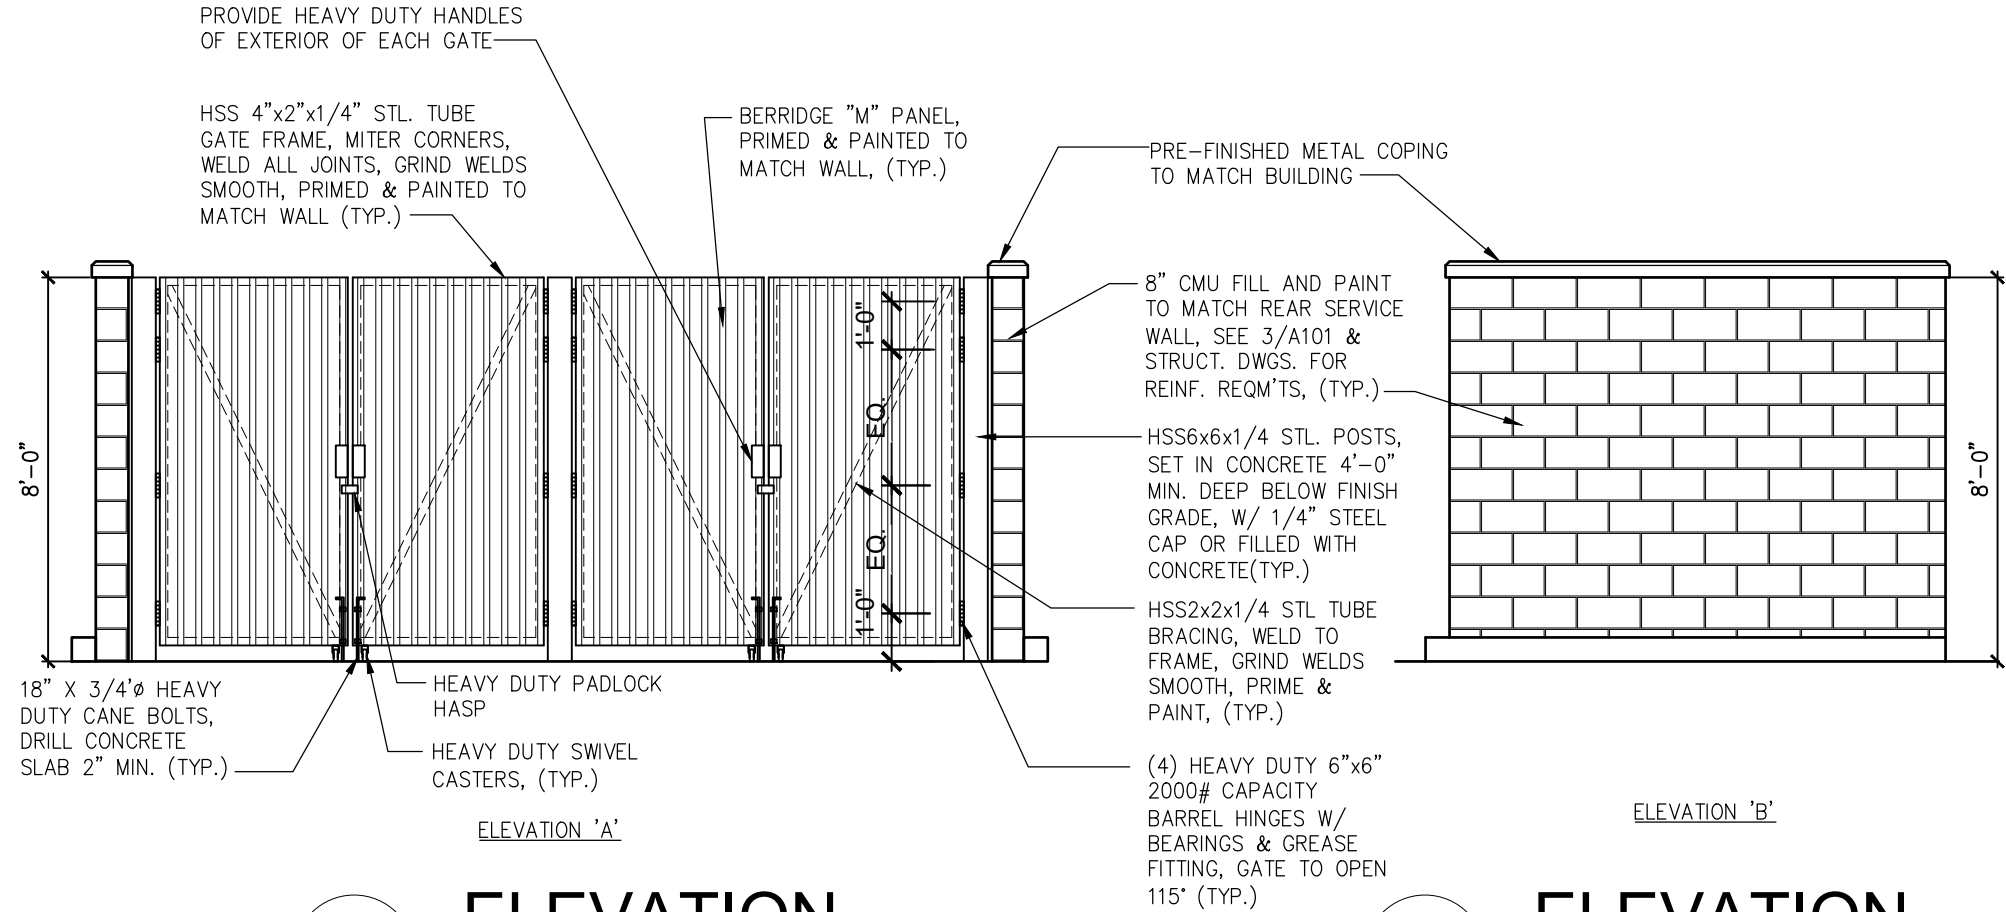 PROVIDE HEAVY DUTY HANDLES
OF EXTERIOR OF EACH GATE
HSS 4"x2"x1/4" STL. TUBE
GATE FRAME, MITER CORNERS,
WELD ALL JOINTS, GRIND WELDS
SMOOTH, PRIMED & PAINTED TO
MATCH WALL (TYP.)
BERRIDGE "M" PANEL,
PRIMED & PAINTED TO
MATCH WALL, (TYP.)
PRE-FINISHED METAL COPING
TO MATCH BUILDING
8" CMU FILL AND PAINT
TO MATCH REAR SERVICE
WALL, SEE 3/A101 &
STRUCT. DWGS. FOR
REINF. REQM'TS, (TYP.)
HSS6x6x1/4 STL. POSTS,
SET IN CONCRETE 4'-0"
MIN. DEEP BELOW FINISH
GRADE, W/ 1/4" STEEL
CAP OR FILLED WITH
CONCRETE(TYP.)
HSS2x2x1/4 STL TUBE
BRACING, WELD TO
FRAME, GRIND WELDS
SMOOTH, PRIME &
PAINT, (TYP.)
(4) HEAVY DUTY 6"x6"
2000# CAPACITY
BARREL HINGES W/
BEARINGS & GREASE
FITTING, GATE TO OPEN
115° (TYP.)
8'-0"
1'-0"
EQ.
EQ.
1'-0"
8'-0"
18" X 3/4'ø HEAVY
DUTY CANE BOLTS,
DRILL CONCRETE
SLAB 2" MIN. (TYP.)
HEAVY DUTY PADLOCK
HASP
HEAVY DUTY SWIVEL
CASTERS, (TYP.)
ELEVATION 'A'
ELEVATION 'B'
ELEVATION
ELEVATION